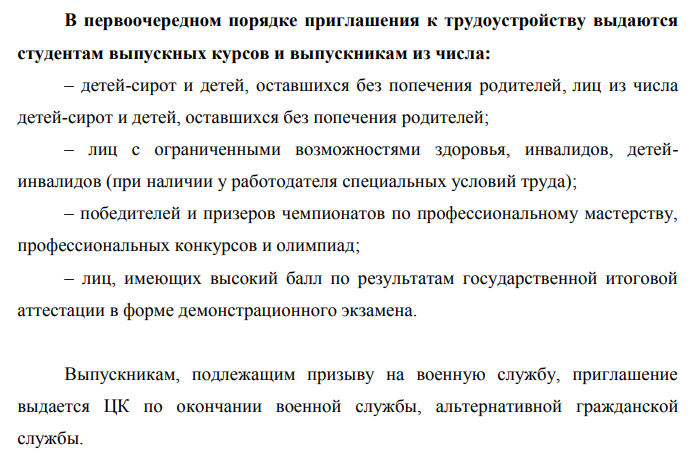 В первоочередном порядке приглашения к трудоустройству выдаются
студентам выпускных курсов и выпускникам из числа:
– детей-сирот и детей, оставшихся без попечения родителей, лиц из числа
детей-сирот и детей, оставшихся без попечения родителей;
– лиц с ограниченными возможностями здоровья, инвалидов, детей-
инвалидов (при наличии у работодателя специальных условий труда);
– победителей и призеров чемпионатов по профессиональному мастерству,
профессиональных конкурсов и олимпиад;
– лиц, имеющих высокий балл по результатам государственной итоговой
аттестации в форме демонстрационного экзамена.
Выпускникам, подлежащим призыву на военную службу, приглашение
выдается ЦК по окончании военной службы, альтернативной гражданской
службы.